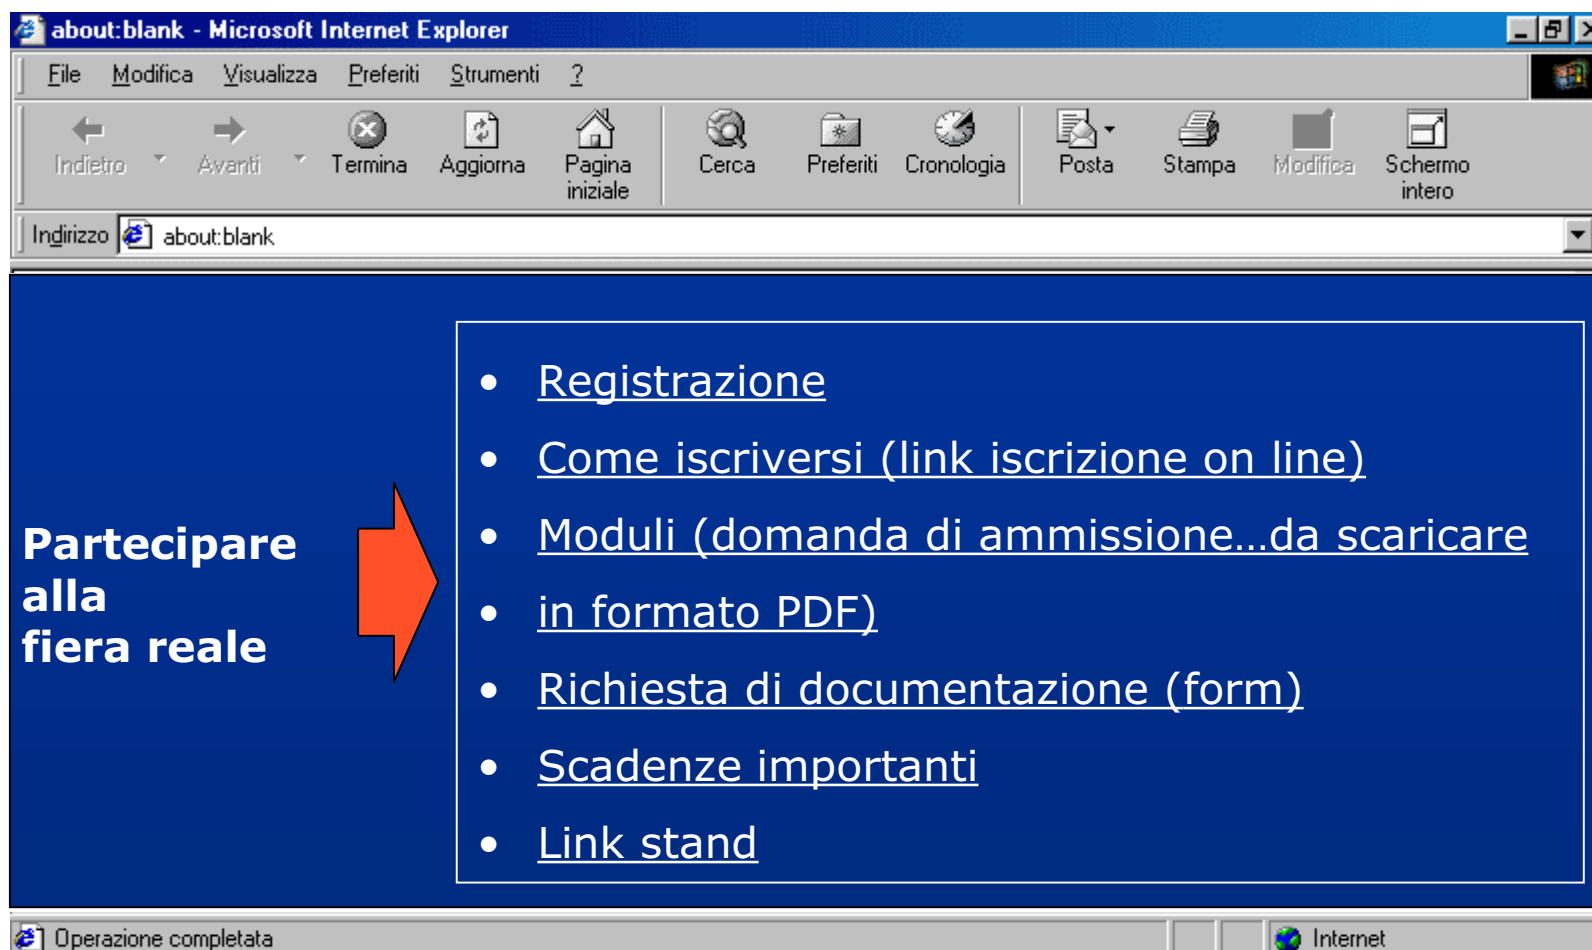 about:blank - Microsoft Internet Explorer
File Modifica Visualizza Preferiti Strumenti ?
Indietro Avanti Termina Aggiorna Pagina iniziale Cerca Preferiti Cronologia Posta Stampa Modifica Schermo intero
Indirizzo about:blank
Partecipare
alla
fiera reale
• Registrazione
• Come iscriversi (link iscrizione on line)
• Moduli (domanda di ammissione…da scaricare
• in formato PDF)
• Richiesta di documentazione (form)
• Scadenze importanti
• Link stand
Operazione completata
Internet